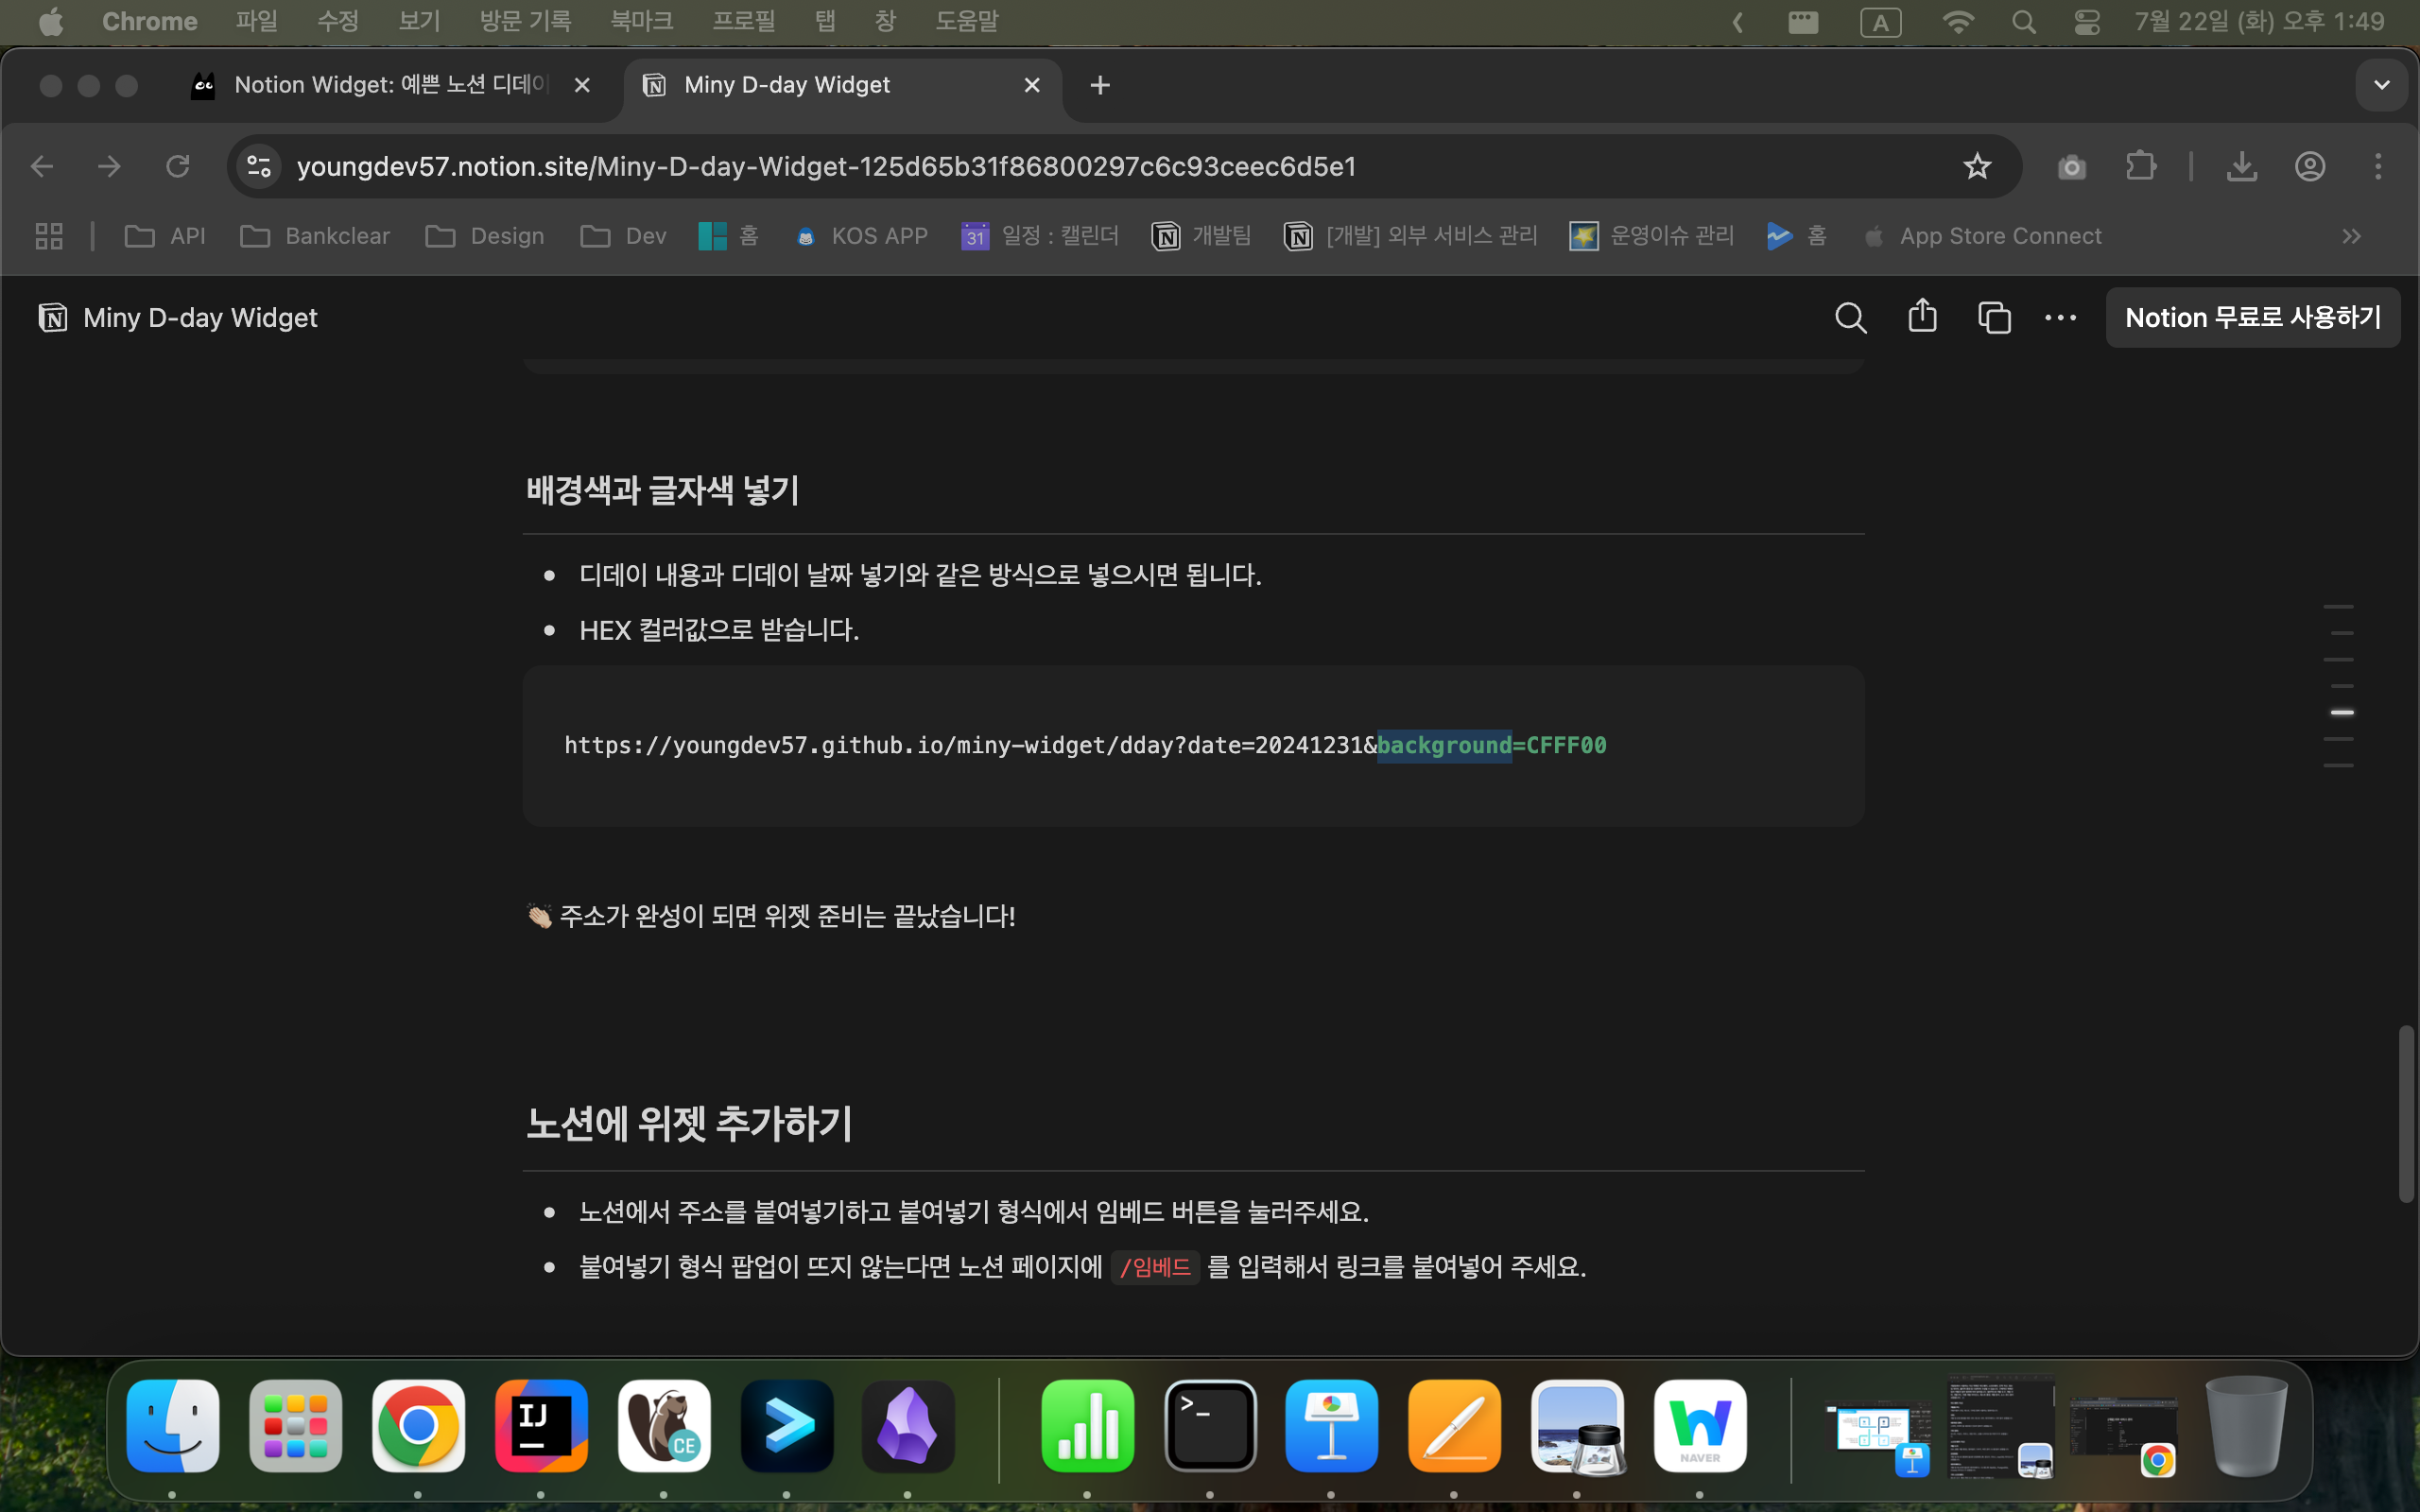 Chrome 파일 수정 보기 방문 기록 북마크 프로필 탭 창 도움말 A 7월 22일 (화) 오후 1:49
Notion Widget: 예쁜 노션 디데이 Miny D-day Widget
youngdev57.notion.site/Miny-D-day-Widget-125d65b31f86800297c6c93ceec6d5e1
API Bankclear Design Dev 홈 KOS APP 31 일정 : 캘린더 개발팀 [개발] 외부 서비스 관리 운영이슈 관리 홈 App Store Connect
Miny D-day Widget Notion 무료로 사용하기
배경색과 글자색 넣기
• 디데이 내용과 디데이 날짜 넣기와 같은 방식으로 넣으시면 됩니다.
• HEX 컬러값으로 받습니다.
https://youngdev57.github.io/miny-widget/dday?date=20241231&background=CFFF00
👏🏼 주소가 완성이 되면 위젯 준비는 끝났습니다!
노션에 위젯 추가하기
• 노션에서 주소를 붙여넣기하고 붙여넣기 형식에서 임베드 버튼을 눌러주세요.
• 붙여넣기 형식 팝업이 뜨지 않는다면 노션 페이지에 /임베드 를 입력해서 링크를 붙여넣어 주세요.
IJ CE >_ NAVER